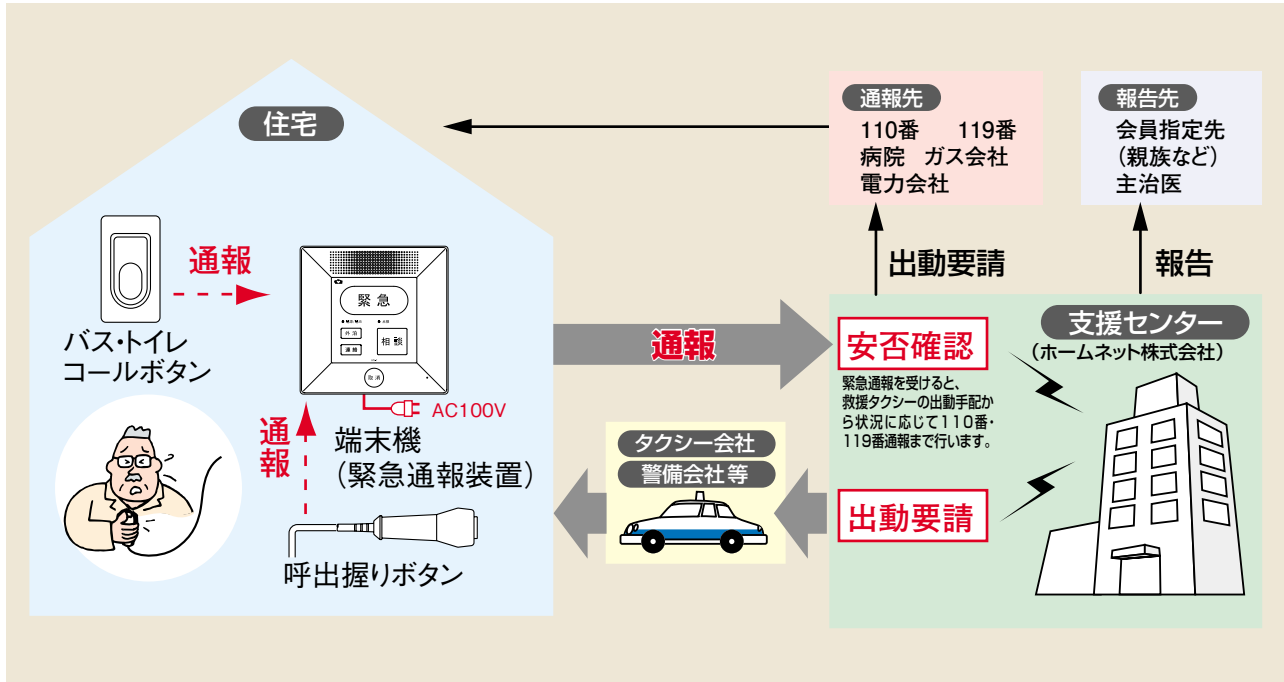 住宅
通報
バス・トイレ
コールボタン
緊急
外泊
連絡
相談
取消
AC100V
通報
端末機
（緊急通報装置）
呼出握りボタン
通報
タクシー会社
警備会社等
通報先
110番　119番
病院　ガス会社
電力会社
出動要請
報告先
会員指定先
（親族など）
主治医
報告
支援センター
（ホームネット株式会社）
安否確認
緊急通報を受けると、
救援タクシーの出動手配か
ら状況に応じて110番・
119番通報まで行います。
出動要請